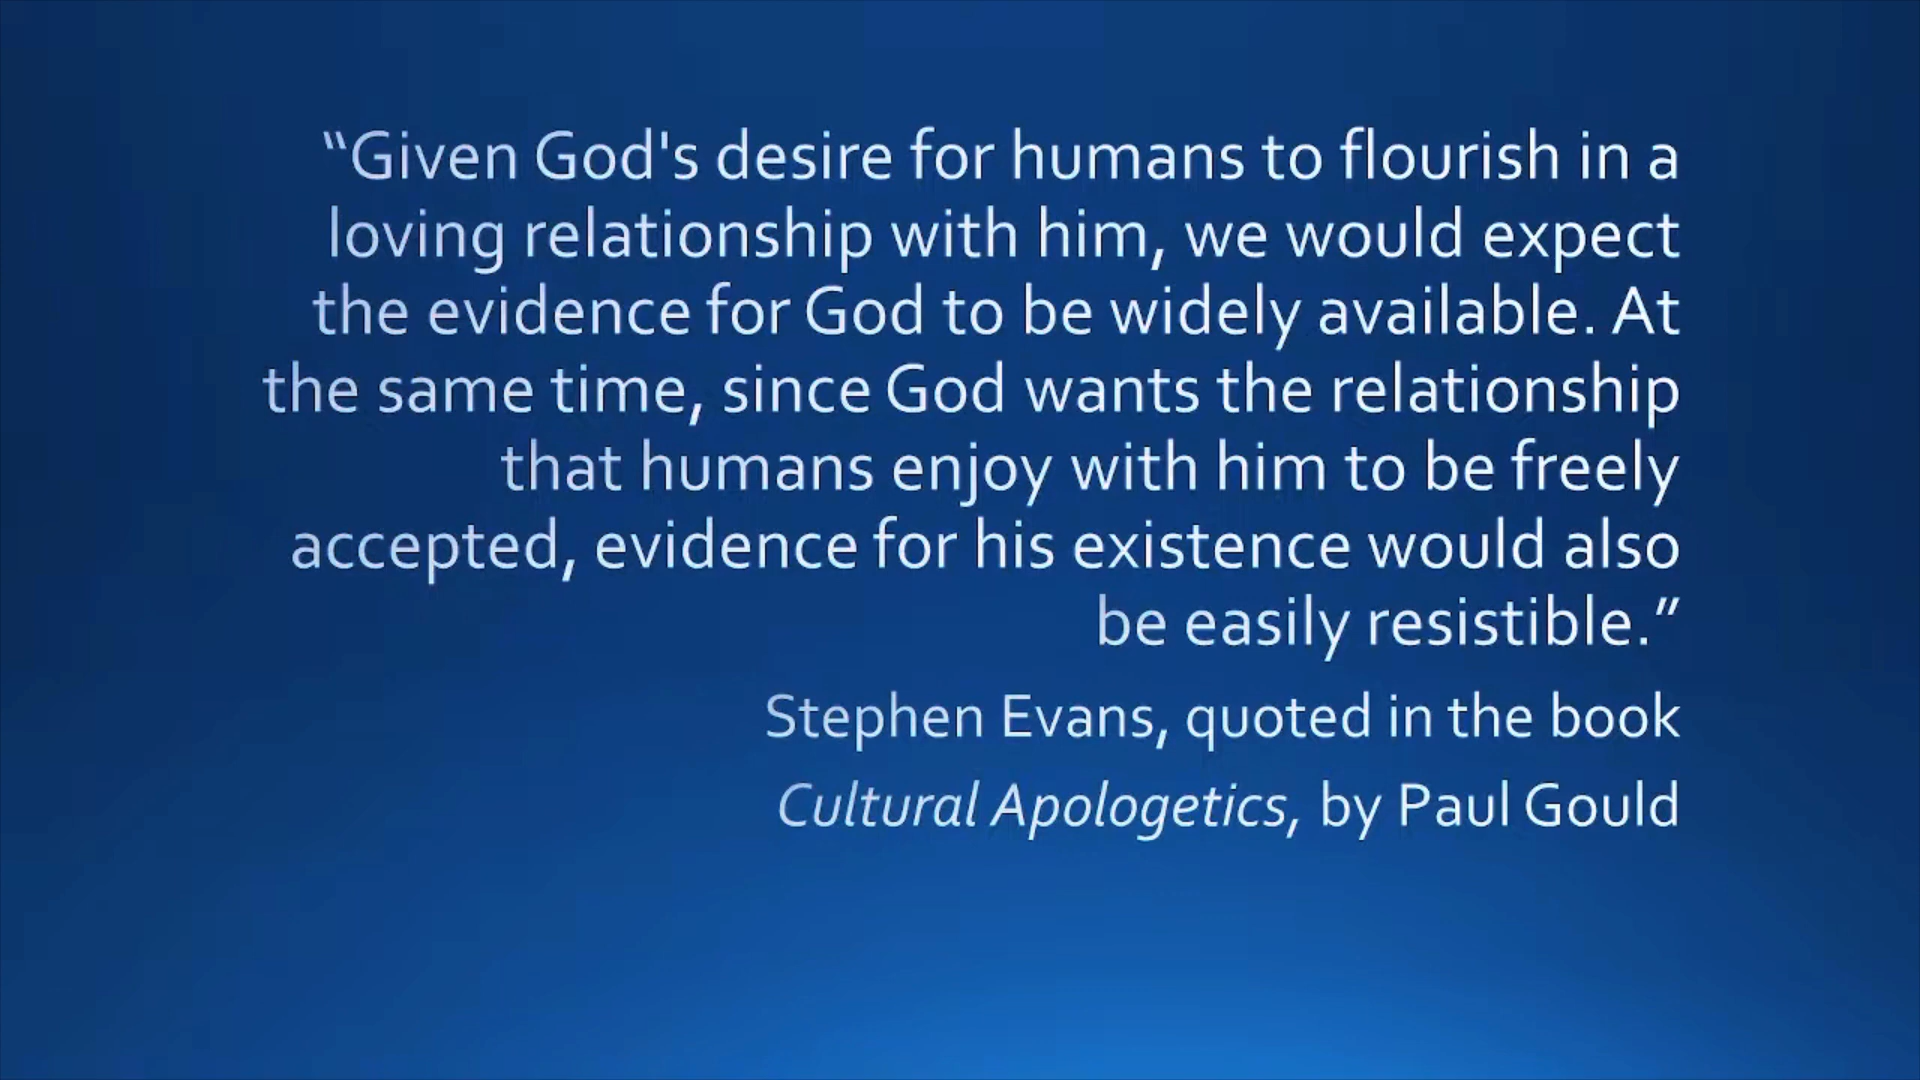 “Given God's desire for humans to flourish in a
loving relationship with him, we would expect
the evidence for God to be widely available. At
the same time, since God wants the relationship
that humans enjoy with him to be freely
accepted, evidence for his existence would also
be easily resistible.”
Stephen Evans, quoted in the book
Cultural Apologetics, by Paul Gould